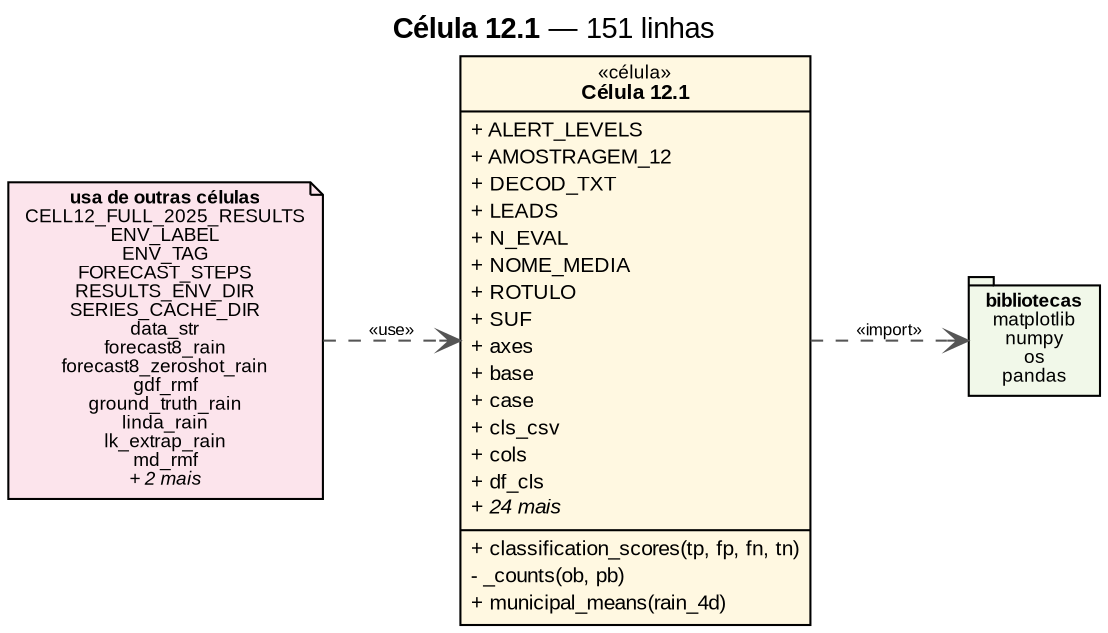 Célula 12.1 — 151 linhas
usa de outras células
CELL12_FULL_2025_RESULTS
ENV_LABEL
ENV_TAG
FORECAST_STEPS
RESULTS_ENV_DIR
SERIES_CACHE_DIR
data_str
forecast8_rain
forecast8_zeroshot_rain
gdf_rmf
ground_truth_rain
linda_rain
lk_extrap_rain
md_rmf
+ 2 mais
«use»
«célula»
Célula 12.1
+ ALERT_LEVELS
+ AMOSTRAGEM_12
+ DECOD_TXT
+ LEADS
+ N_EVAL
+ NOME_MEDIA
+ ROTULO
+ SUF
+ axes
+ base
+ case
+ cls_csv
+ cols
+ df_cls
+ 24 mais
+ classification_scores(tp, fp, fn, tn)
- _counts(ob, pb)
+ municipal_means(rain_4d)
«import»
bibliotecas
matplotlib
numpy
os
pandas